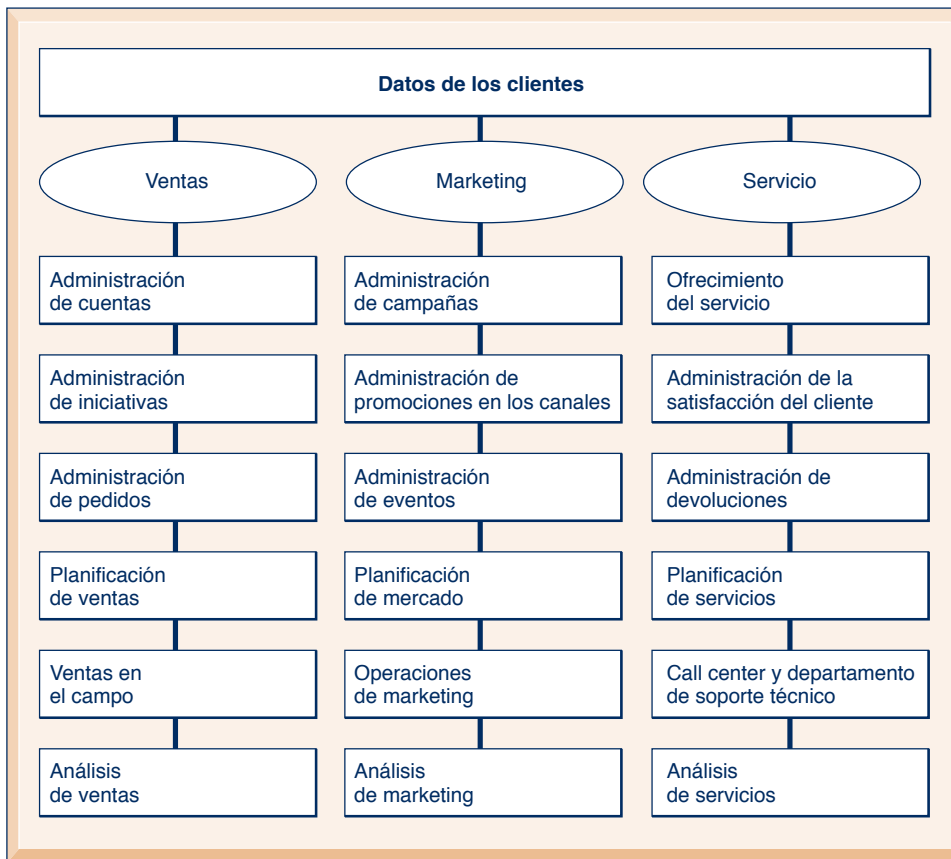 Datos de los clientes
Ventas
Administración
de cuentas
Administración
de iniciativas
Administración
de pedidos
Planificación
de ventas
Ventas en
el campo
Análisis
de ventas
Marketing
Administración
de campañas
Administración de
promociones en los canales
Administración
de eventos
Planificación
de mercado
Operaciones
de marketing
Análisis
de marketing
Servicio
Ofrecimiento
del servicio
Administración de la
satisfacción del cliente
Administración de
devoluciones
Planificación
de servicios
Call center y departamento
de soporte técnico
Análisis
de servicios